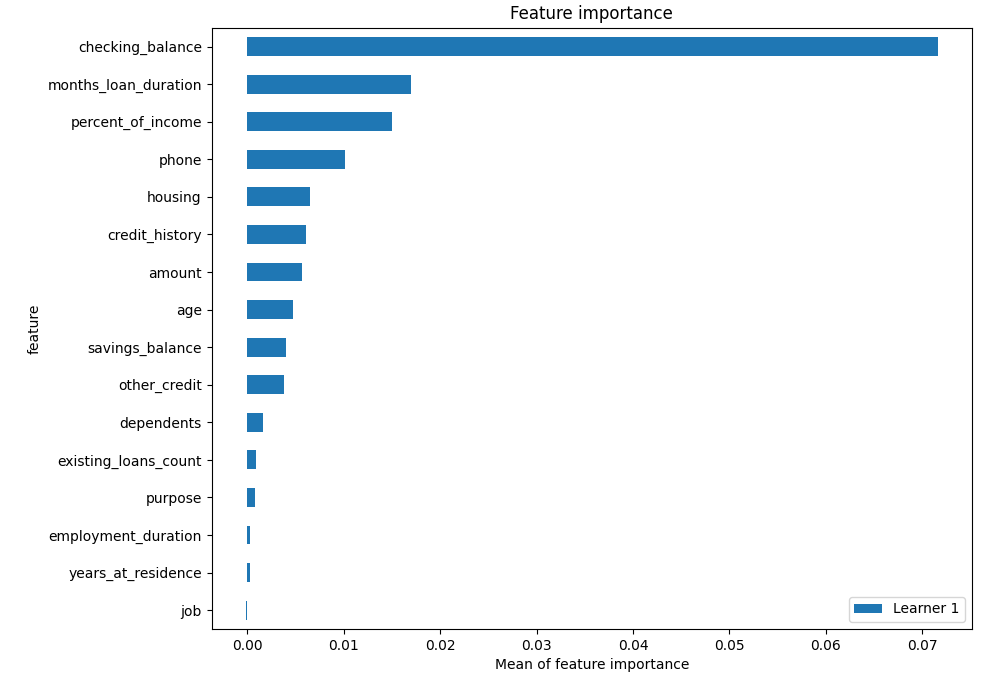 Feature importance
checking_balance
months_loan_duration
percent_of_income
phone
housing
credit_history
amount
age
savings_balance
other_credit
dependents
existing_loans_count
purpose
employment_duration
years_at_residence
job
feature
Learner 1
0.00 0.01 0.02 0.03 0.04 0.05 0.06 0.07
Mean of feature importance